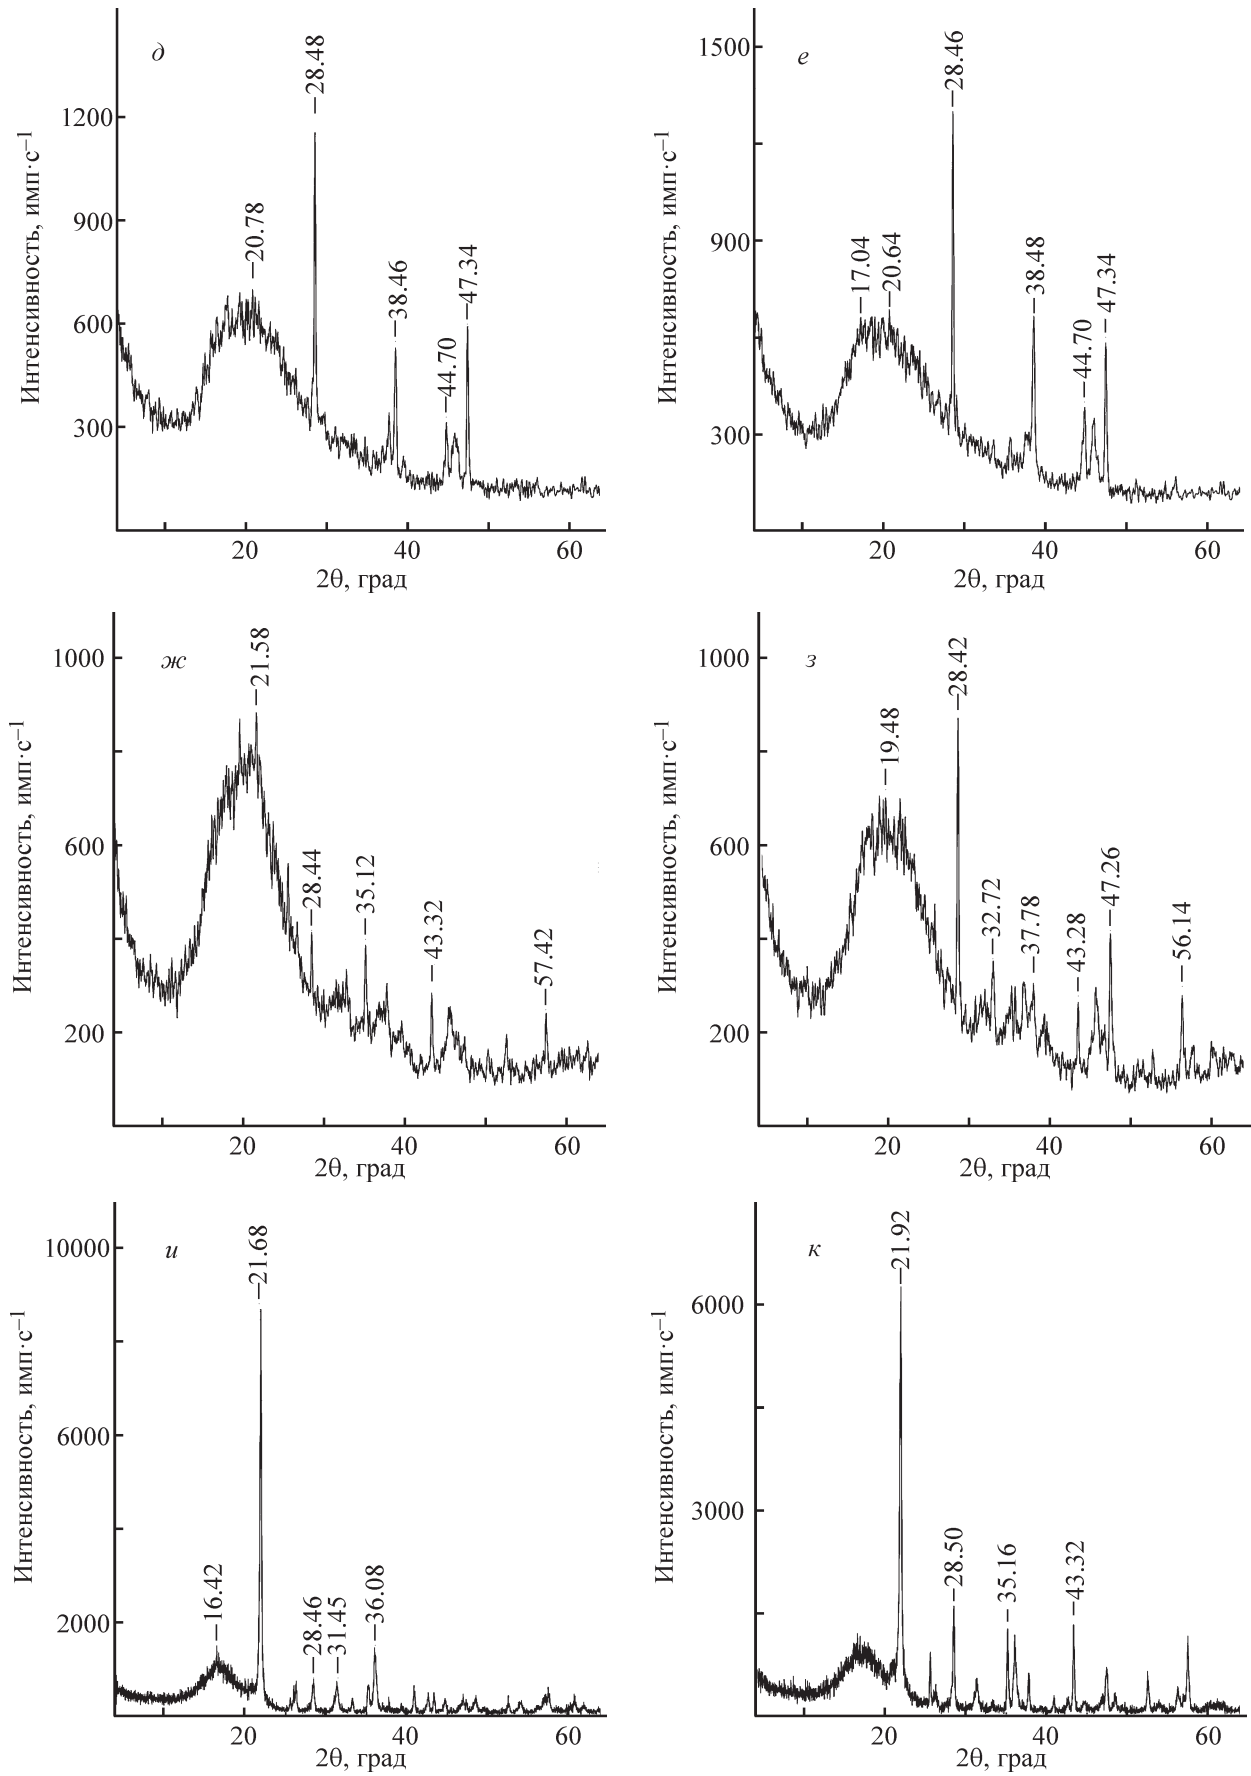 д
28.48
1200
900
600
300
20.78
38.46
44.70
47.34
Интенсивность, имп·с⁻¹
20 40 60
2θ, град
е
28.46
1500
900
300
17.04
20.64
38.48
44.70
47.34
Интенсивность, имп·с⁻¹
20 40 60
2θ, град
ж
21.58
1000
600
200
28.44
35.12
43.32
57.42
Интенсивность, имп·с⁻¹
20 40 60
2θ, град
з
28.42
1000
600
200
19.48
32.72
37.78
43.28
47.26
56.14
Интенсивность, имп·с⁻¹
20 40 60
2θ, град
и
21.68
10000
6000
2000
16.42
28.46
31.45
36.08
Интенсивность, имп·с⁻¹
20 40 60
2θ, град
к
21.92
6000
3000
28.50
35.16
43.32
Интенсивность, имп·с⁻¹
20 40 60
2θ, град